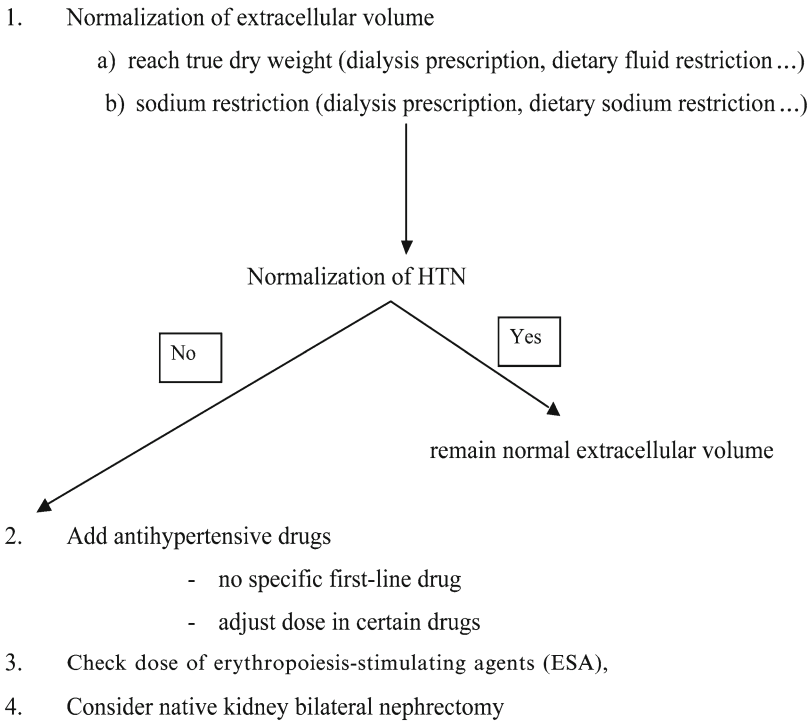 1. Normalization of extracellular volume
a) reach true dry weight (dialysis prescription, dietary fluid restriction…)
b) sodium restriction (dialysis prescription, dietary sodium restriction…)
Normalization of HTN
No
Yes
remain normal extracellular volume
2. Add antihypertensive drugs
- no specific first-line drug
- adjust dose in certain drugs
3. Check dose of erythropoiesis-stimulating agents (ESA),
4. Consider native kidney bilateral nephrectomy